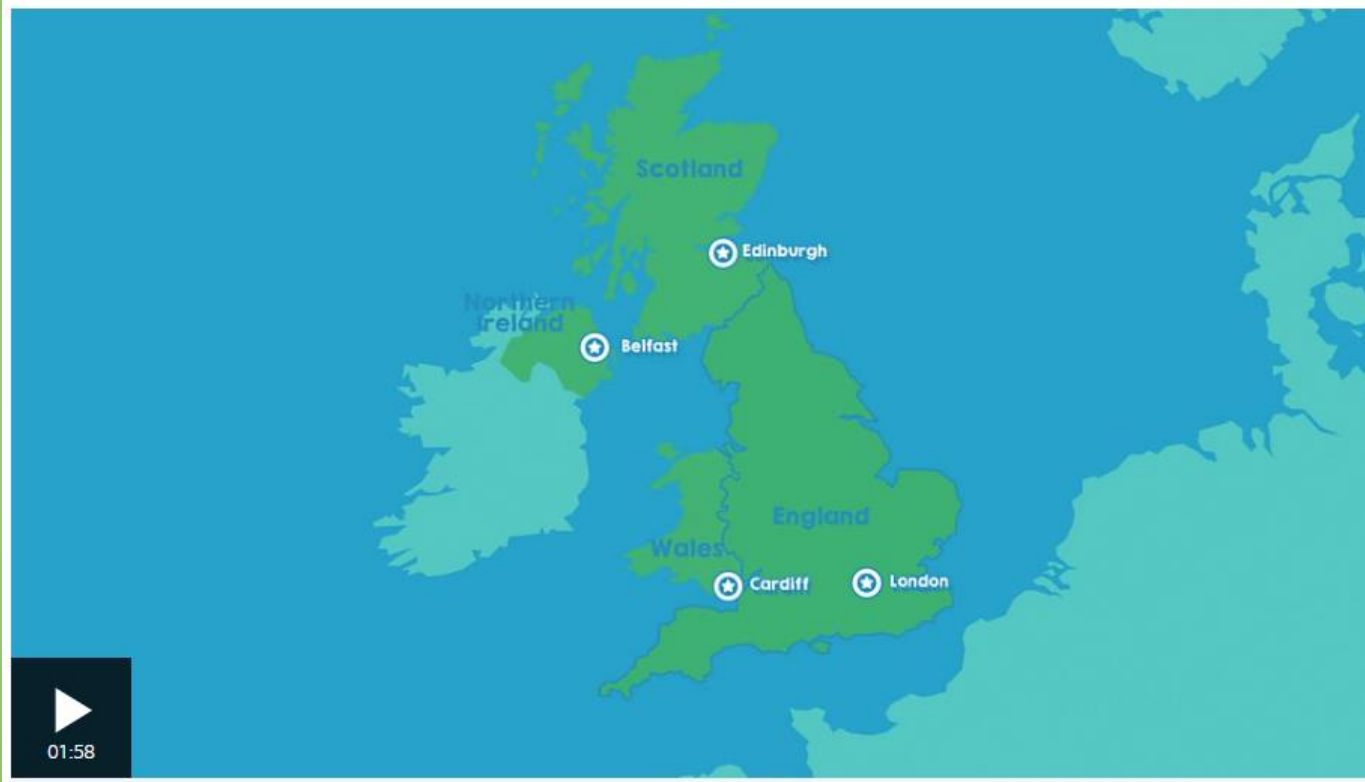 Scotland
Edinburgh
Northern
Ireland
Belfast
England
Wales
Cardiff
London
01:58